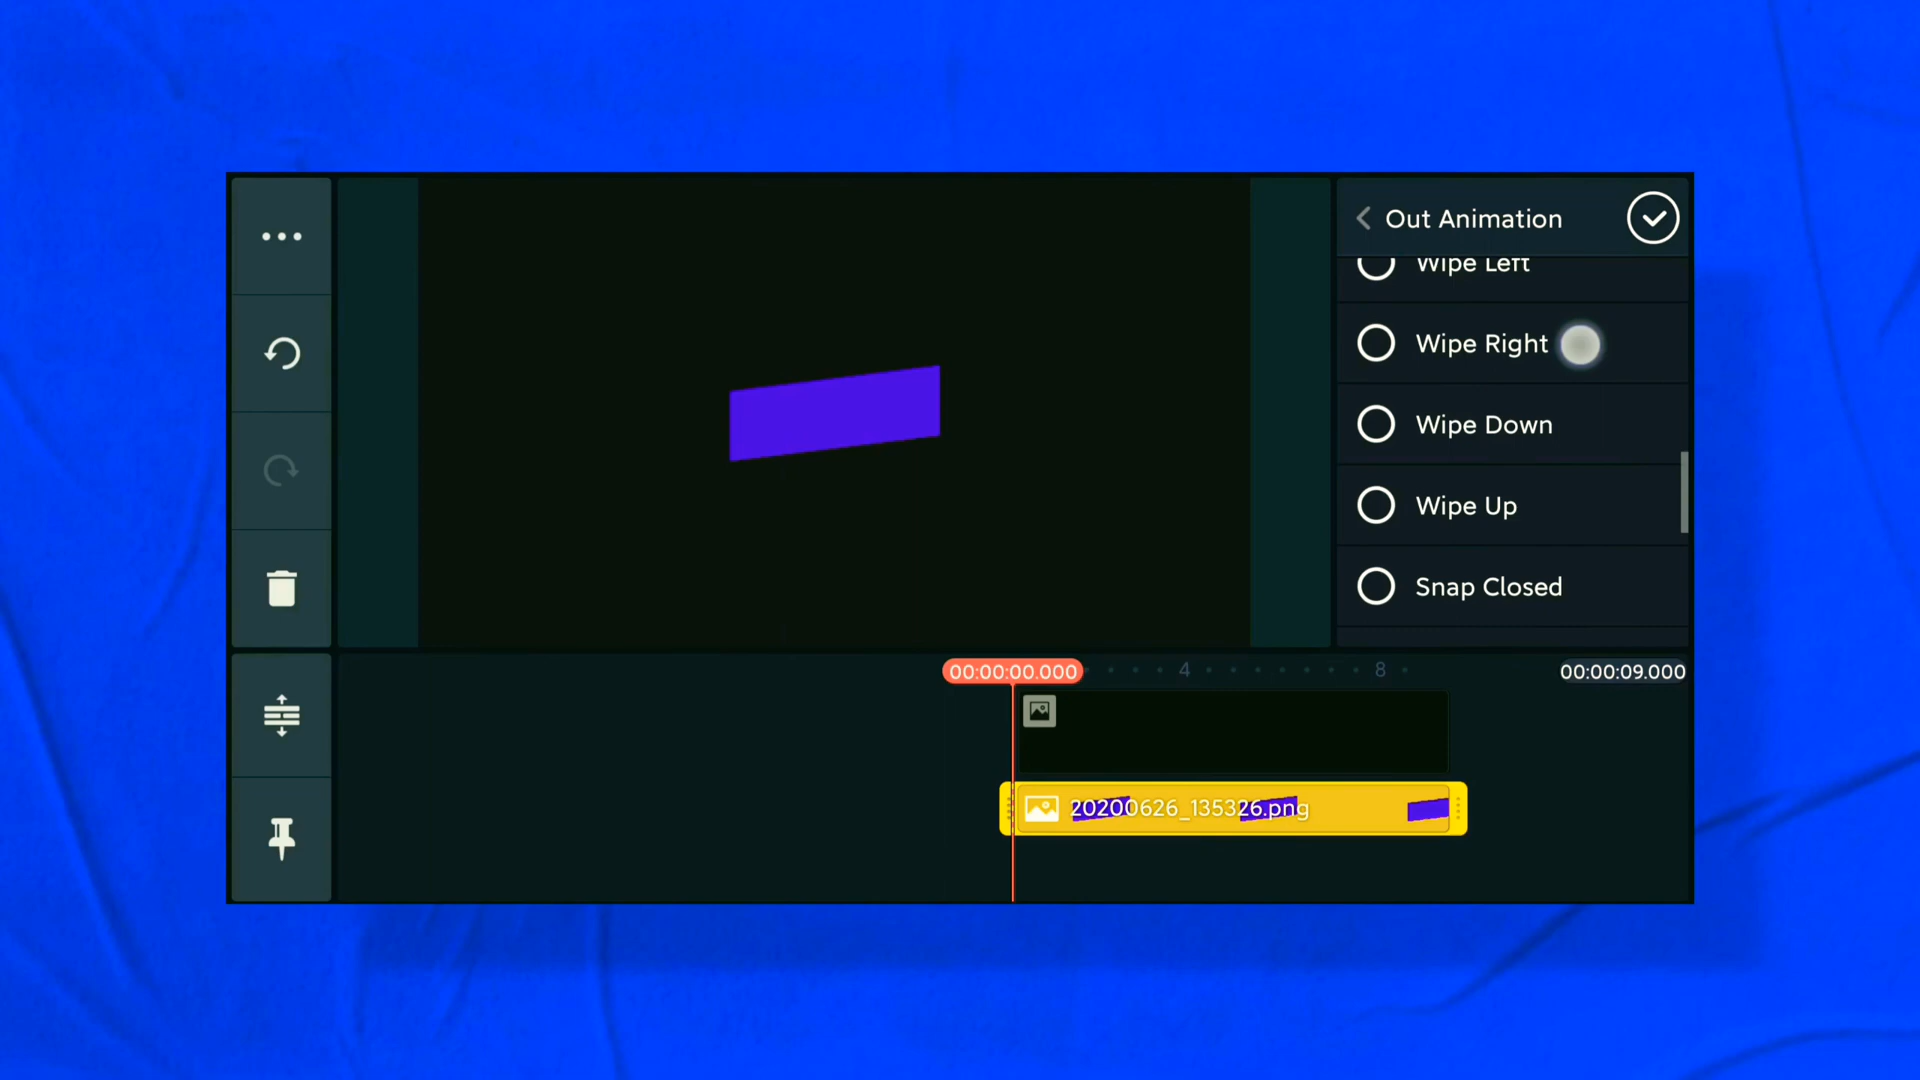 Out Animation
Wipe Left
Wipe Right
Wipe Down
Wipe Up
Snap Closed
00:00:00.000
4
8
00:00:09.000
20200626_135326.png